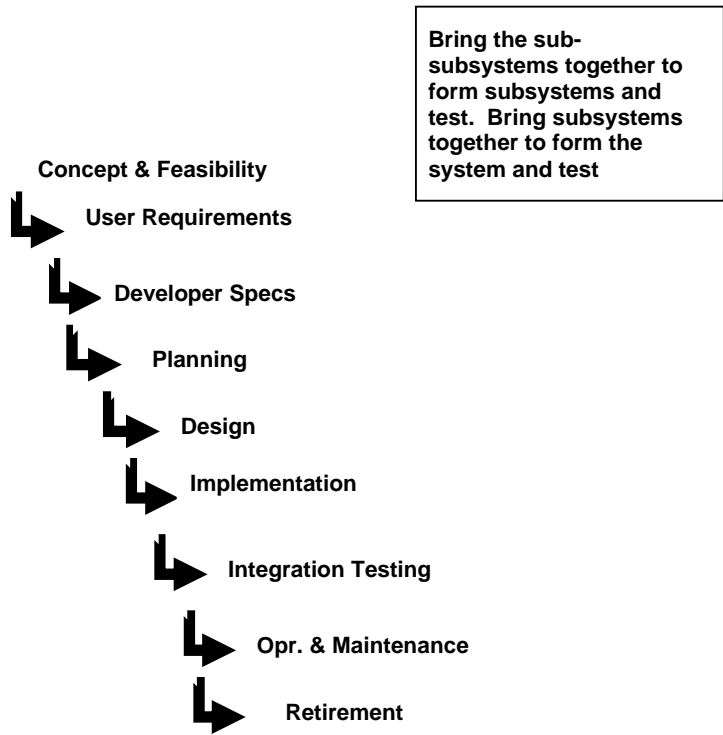 Bring the sub-
subsystems together to
form subsystems and
test. Bring subsystems
together to form the
system and test
Concept & Feasibility
User Requirements
Developer Specs
Planning
Design
Implementation
Integration Testing
Opr. & Maintenance
Retirement